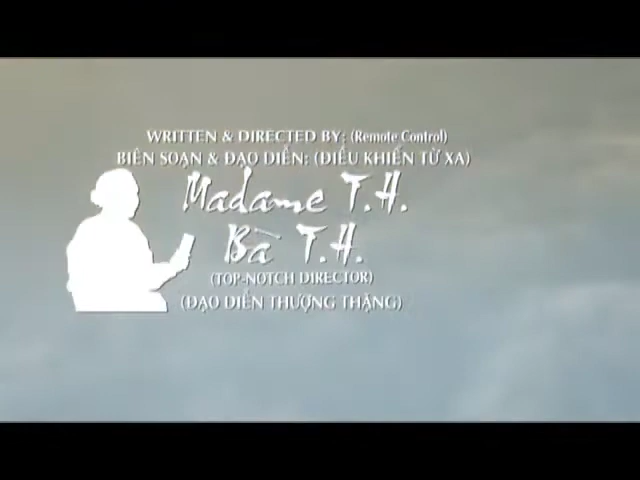 WRITTEN & DIRECTED BY: (Remote Control)
BIÊN SOẠN & ĐẠO DIỄN: (ĐIỀU KHIỂN TỪ XA)
Madame T.H.
Bà T.H.
(TOP-NOTCH DIRECTOR)
(ĐẠO DIỄN THƯỢNG THẶNG)